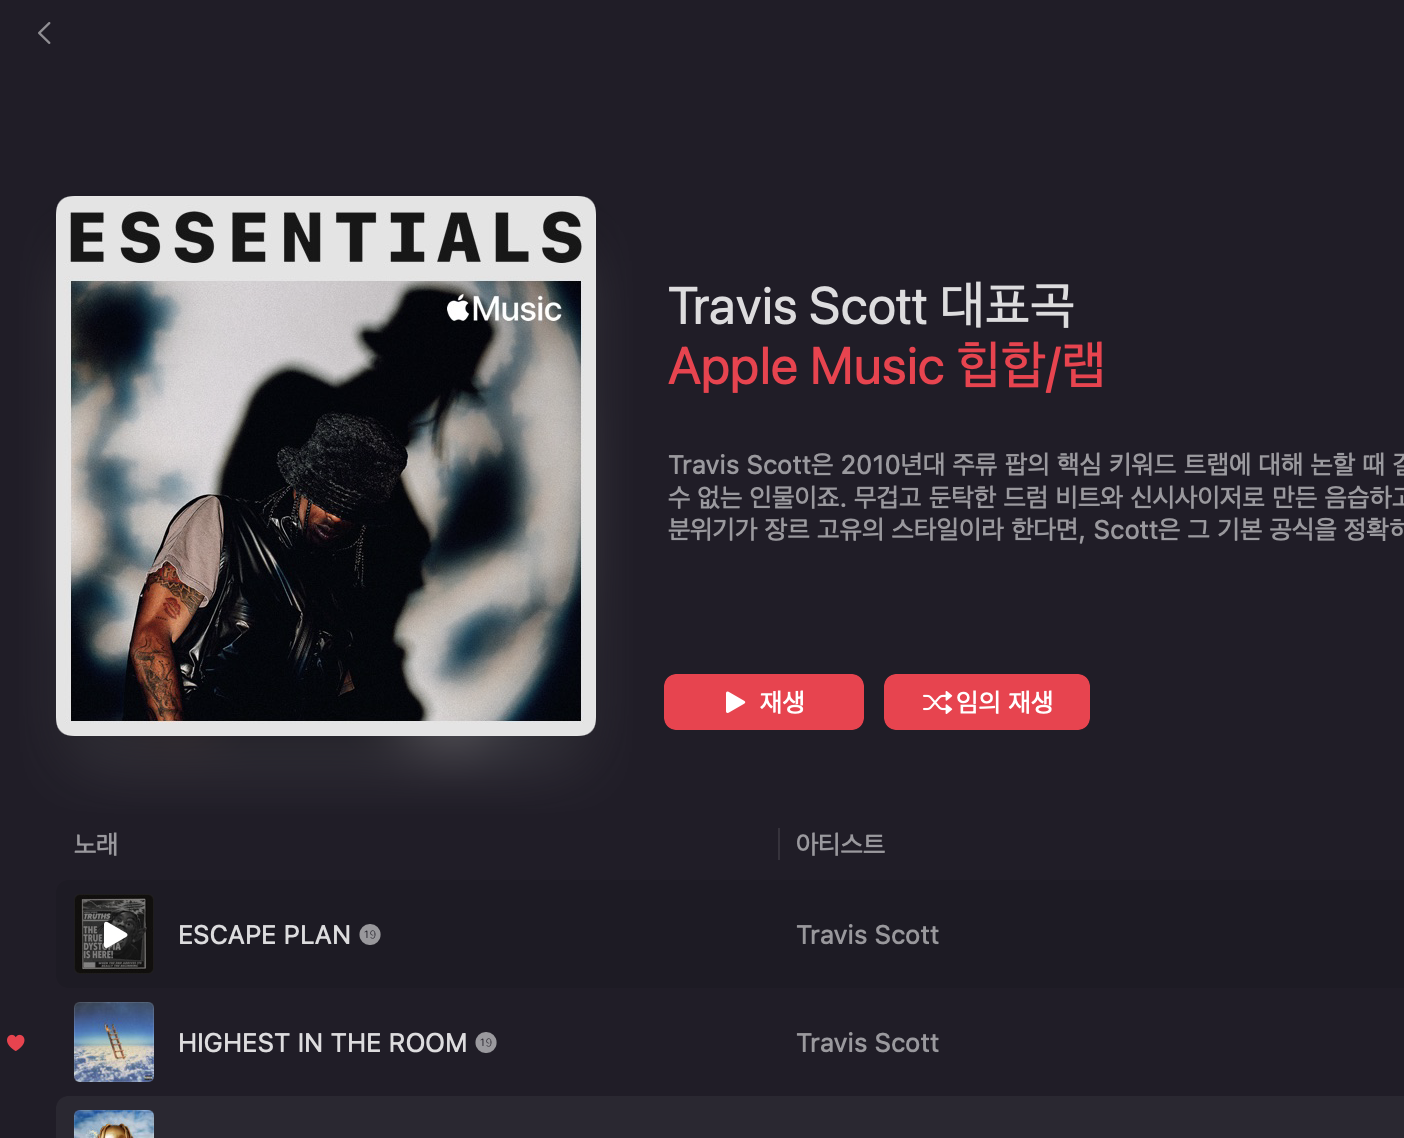 ESSENTIALS
Music
Travis Scott 대표곡
Apple Music 힙합/랩
Travis Scott은 2010년대 주류 팝의 핵심 키워드 트랩에 대해 논할 때
수 없는 인물이죠. 무겁고 둔탁한 드럼 비트와 신시사이저로 만든 음습하고
분위기가 장르 고유의 스타일이라 한다면, Scott은 그 기본 공식을
재생
임의 재생
노래
아티스트
TRUTHS
THE
TRUE
DYSTOPIA
IS HERE!
ESCAPE PLAN 19
Travis Scott
HIGHEST IN THE ROOM 19
Travis Scott